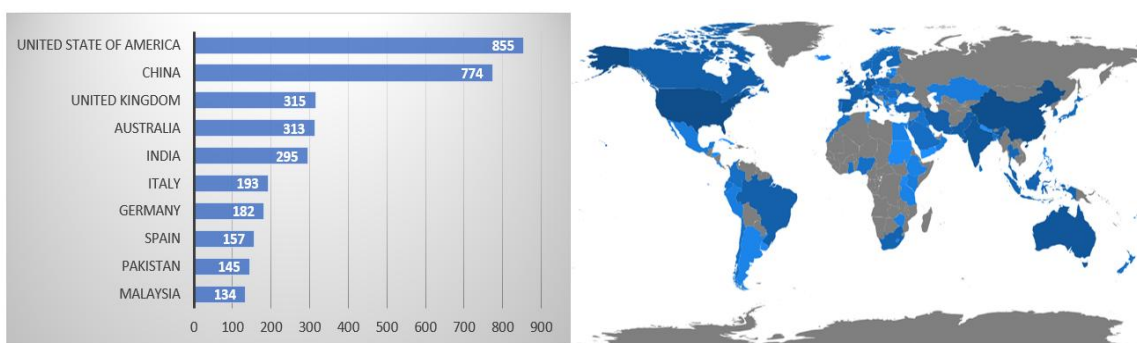 UNITED STATE OF AMERICA 855
CHINA 774
UNITED KINGDOM 315
AUSTRALIA 313
INDIA 295
ITALY 193
GERMANY 182
SPAIN 157
PAKISTAN 145
MALAYSIA 134
0 100 200 300 400 500 600 700 800 900